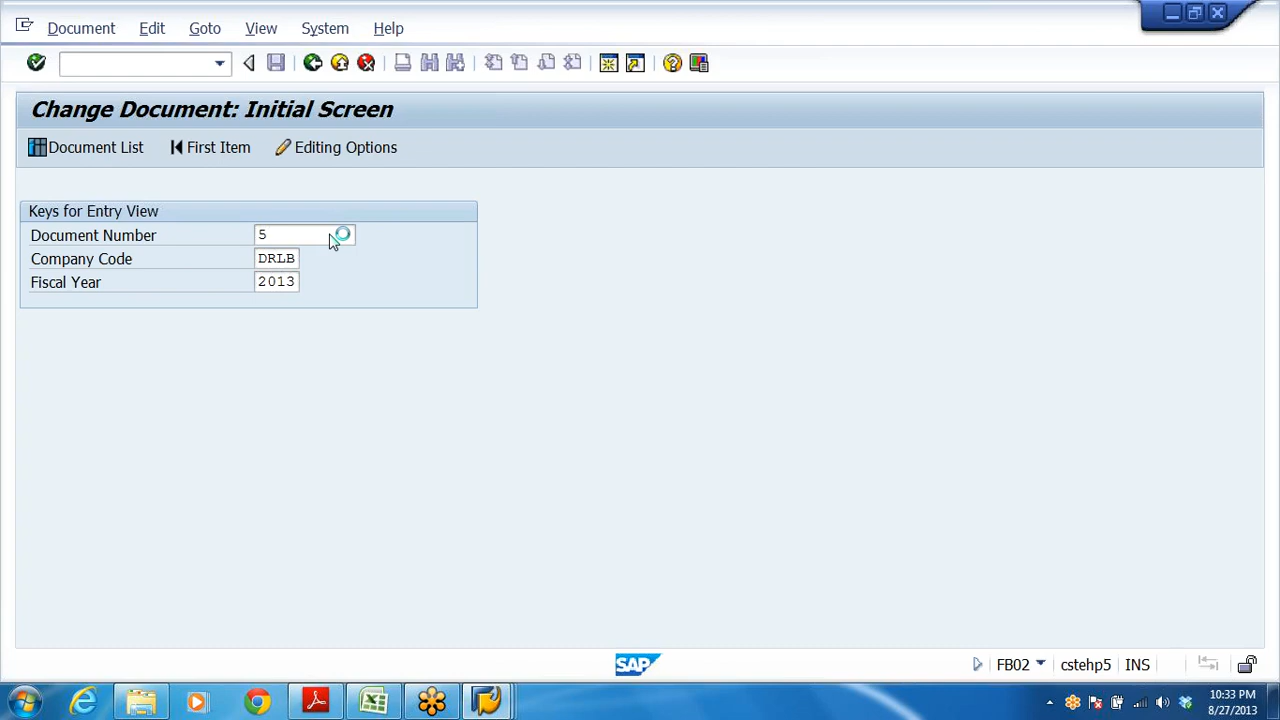 Document Edit Goto View System Help
Change Document: Initial Screen
Document List First Item Editing Options
Keys for Entry View
Document Number 5
Company Code DRLB
Fiscal Year 2013
SAP FB02 cstehp5 INS
10:33 PM
8/27/2013